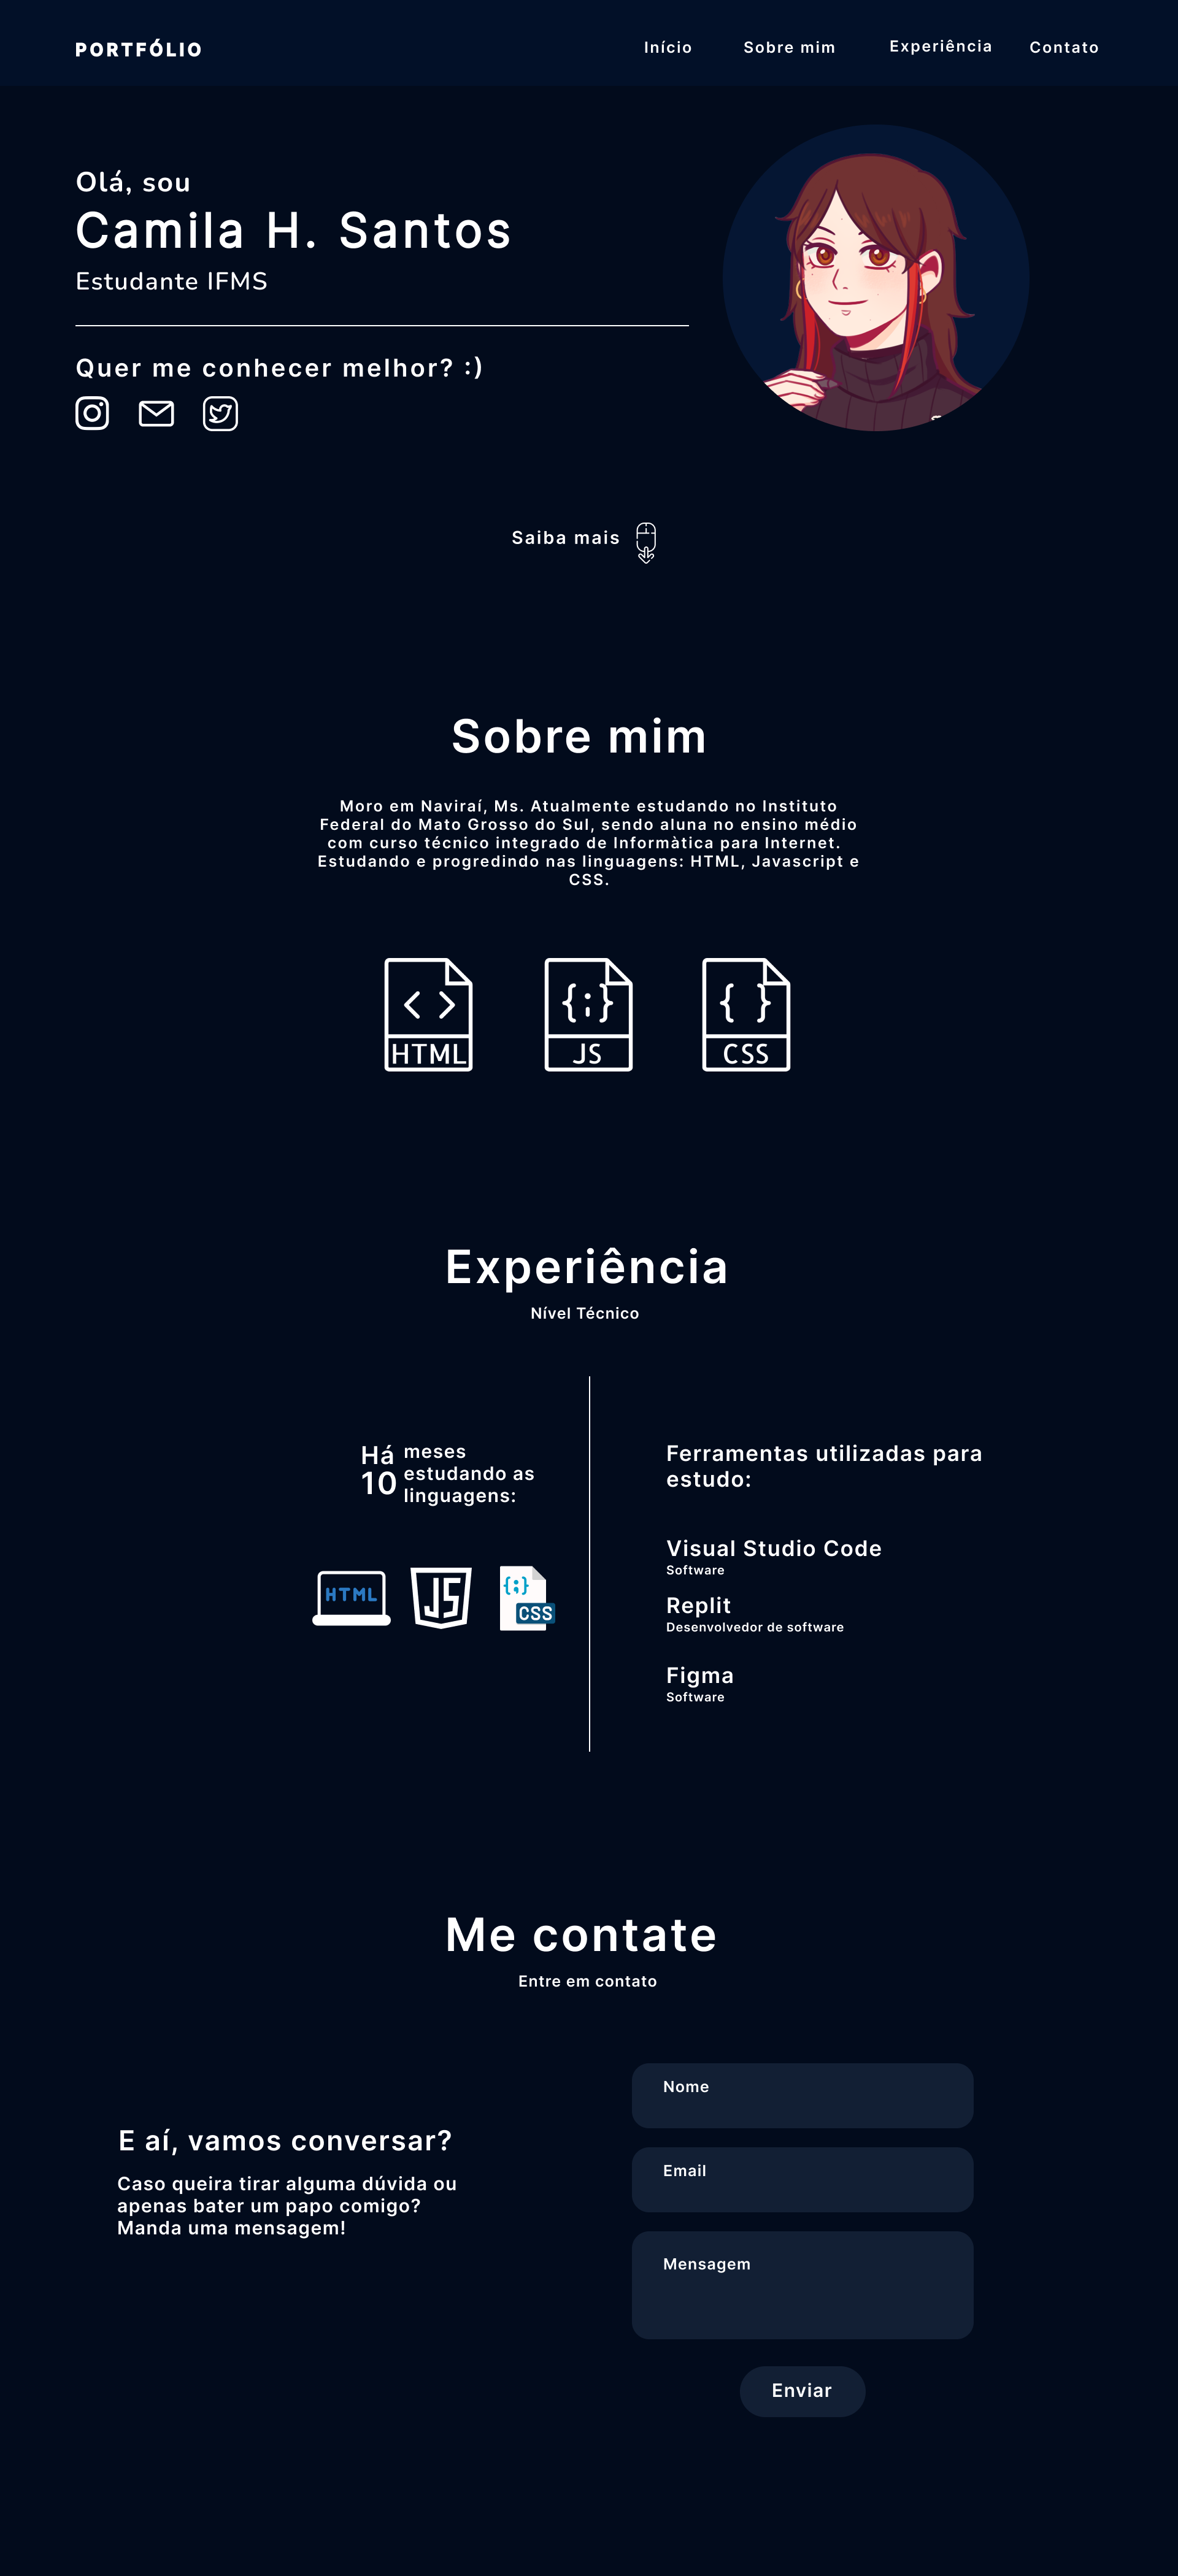 PORTFÓLIO
Início
Sobre mim
Experiência
Contato
Olá, sou
Camila H. Santos
Estudante IFMS
Quer me conhecer melhor? :)
Saiba mais
Sobre mim
Moro em Naviraí, Ms. Atualmente estudando no Instituto
Federal do Mato Grosso do Sul, sendo aluna no ensino médio
com curso técnico integrado de Informàtica para Internet.
Estudando e progredindo nas linguagens: HTML, Javascript e
CSS.
< >
HTML
{;}
JS
{ }
CSS
Experiência
Nível Técnico
Há
10
meses
estudando as
linguagens:
HTML
JS
{;}
CSS
Ferramentas utilizadas para
estudo:
Visual Studio Code
Software
Replit
Desenvolvedor de software
Figma
Software
Me contate
Entre em contato
E aí, vamos conversar?
Caso queira tirar alguma dúvida ou
apenas bater um papo comigo?
Manda uma mensagem!
Nome
Email
Mensagem
Enviar